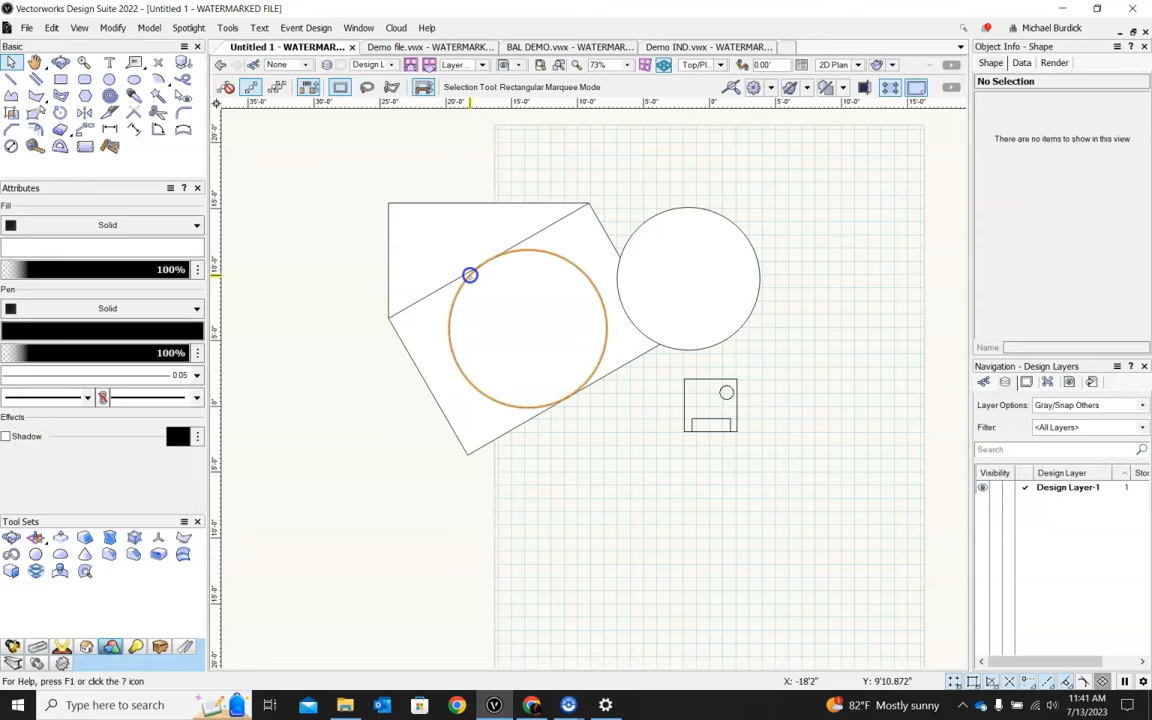 Vectorworks Design Suite 2022 - [Untitled 1 - WATERMARKED FILE]
File Edit View Modify Model Spotlight Tools Text Event Design Window Cloud Help
Michael Burdick
Basic
Untitled 1 - WATERMAR...
Demo file.vwx - WATERMARK...
BAL DEMO.vwx - WATERMARK...
Demo IND.vwx - WATERMARK...
Object Info - Shape
None
Design L
Layer ...
73%
Top/Pl...
0.00'
2D Plan
Shape Data Render
No Selection
Selection Tool: Rectangular Marquee Mode
There are no items to show in this view
Attributes
Fill
Solid
100%
Pen
Solid
100%
0.05
Effects
Shadow
Name:
Navigation - Design Layers
Layer Options: Gray/Snap Others
Filter: <All Layers>
Search
Visibility Design Layer # Stor
Design Layer-1 1
Tool Sets
For Help, press F1 or click the ? icon
X: -18'2"
Y: 9'10.872"
Type here to search
82°F Mostly sunny
11:41 AM
7/13/2023